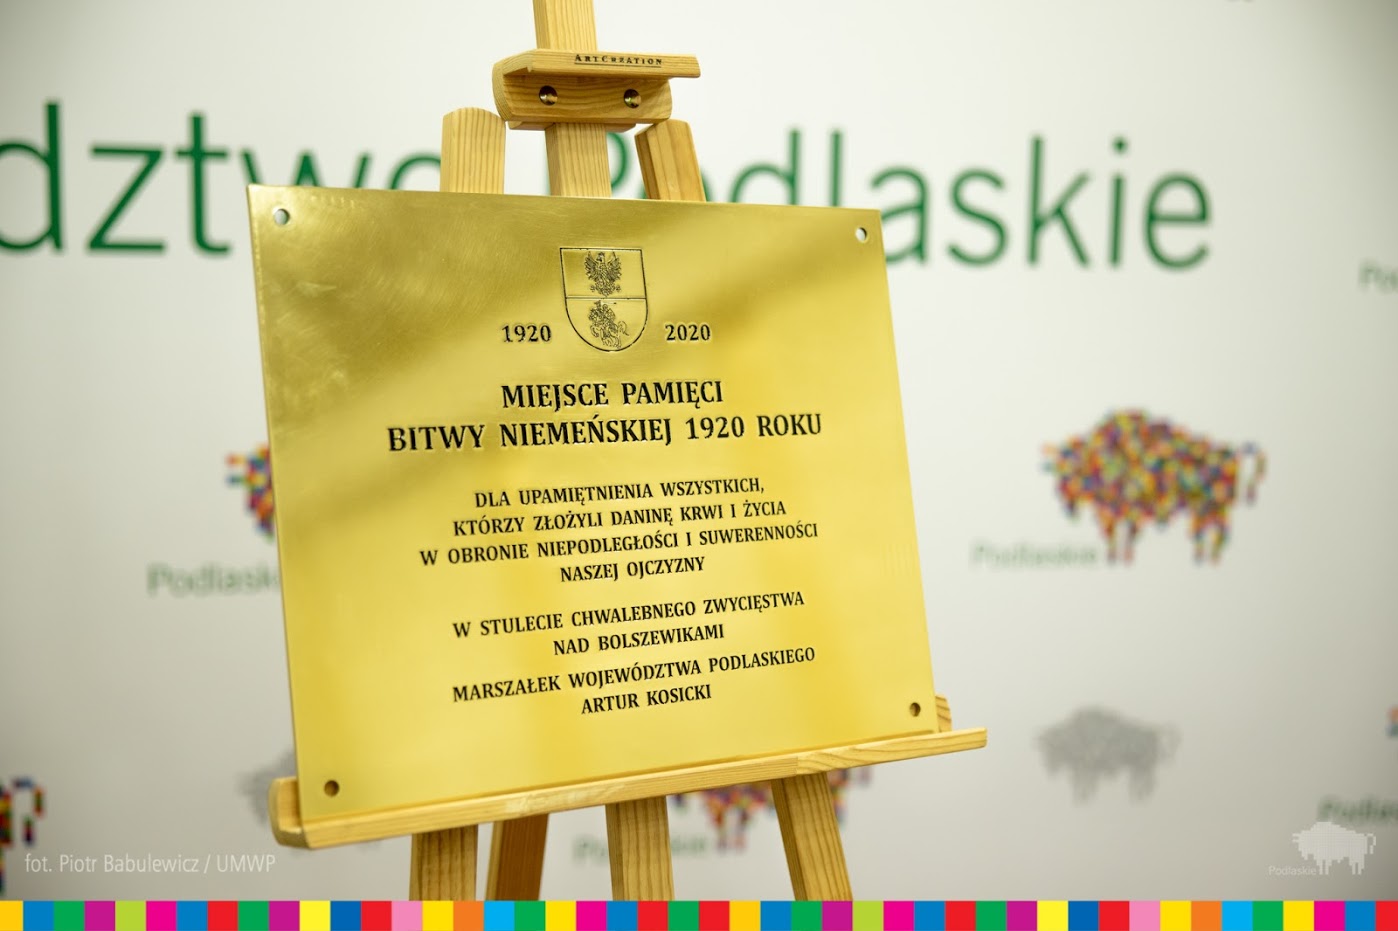 ArtCreation
dztwo Podlaskie
1920 2020
MIEJSCE PAMIĘCI
BITWY NIEMEŃSKIEJ 1920 ROKU
DLA UPAMIĘTNIENIA WSZYSTKICH,
KTÓRZY ZŁOŻYLI DANINĘ KRWI I ŻYCIA
W OBRONIE NIEPODLEGŁOŚCI I SUWERENNOŚCI
NASZEJ OJCZYZNY
W STULECIE CHWALEBNEGO ZWYCIĘSTWA
NAD BOLSZEWIKAMI
MARSZAŁEK WOJEWÓDZTWA PODLASKIEGO
ARTUR KOSICKI
Podlaskie
Podlaskie
Podlaskie
Podlaskie
fot. Piotr Babulewicz / UMWP
Podlaskie